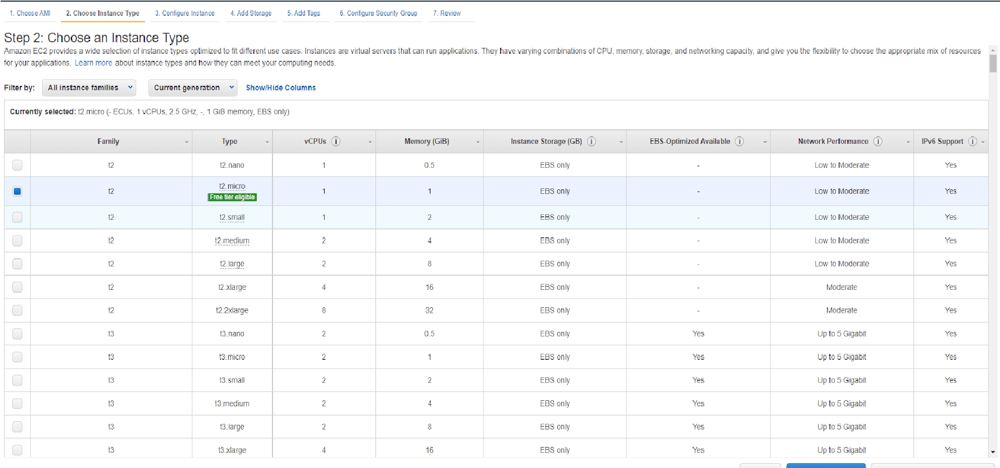 1. Choose AMI 2. Choose Instance Type 3. Configure Instance 4. Add Storage 5. Add Tags 6. Configure Security Group 7. Review
Step 2: Choose an Instance Type
Amazon EC2 provides a wide selection of instance types optimized to fit different use cases. Instances are virtual servers that can run applications. They have varying combinations of CPU, memory, storage, and networking capacity, and give you the flexibility to choose the appropriate mix of resources
for your applications. Learn more about instance types and how they can meet your computing needs.
Filter by: All instance families Current generation Show/Hide Columns
Currently selected: t2.micro (- ECUs, 1 vCPUs, 2.5 GHz, -, 1 GiB memory, EBS only)
Family Type vCPUs Memory (GiB) Instance Storage (GB) EBS-Optimized Available Network Performance IPv6 Support
t2 t2.nano 1 0.5 EBS only - Low to Moderate Yes
t2 t2.micro 1 1 EBS only - Low to Moderate Yes
Free tier eligible
t2 t2.small 1 2 EBS only - Low to Moderate Yes
t2 t2.medium 2 4 EBS only - Low to Moderate Yes
t2 t2.large 2 8 EBS only - Low to Moderate Yes
t2 t2.xlarge 4 16 EBS only - Moderate Yes
t2 t2.2xlarge 8 32 EBS only - Moderate Yes
t3 t3.nano 2 0.5 EBS only Yes Up to 5 Gigabit Yes
t3 t3.micro 2 1 EBS only Yes Up to 5 Gigabit Yes
t3 t3.small 2 2 EBS only Yes Up to 5 Gigabit Yes
t3 t3.medium 2 4 EBS only Yes Up to 5 Gigabit Yes
t3 t3.large 2 8 EBS only Yes Up to 5 Gigabit Yes
t3 t3.xlarge 4 16 EBS only Yes Up to 5 Gigabit Yes